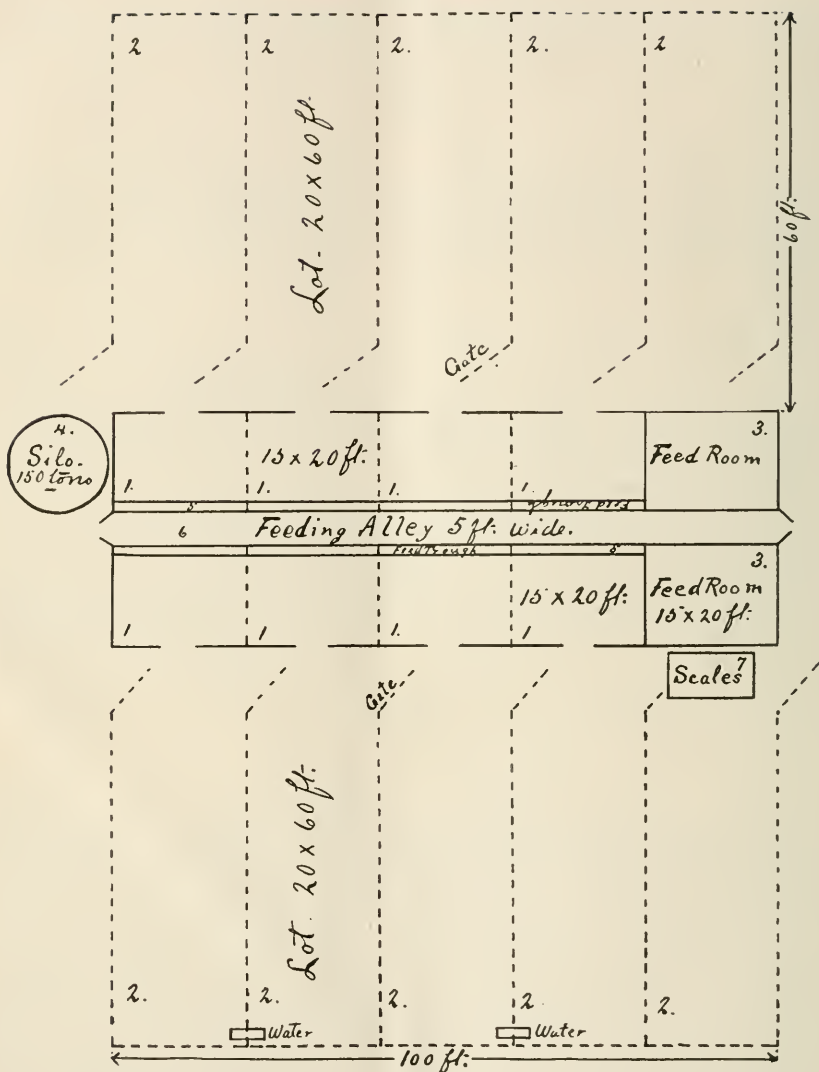 2 2 2. 2. 2
Lot. 20 x 60 ft.
60 ft.
Gate
4.
Silo.
150 tons
15 x 20 ft.
3.
Feed Room
1. 1. 1. 1.
5 Feed Trough
6 Feeding Alley 5 ft. wide.
Feed Trough 5
15 x 20 ft.
3.
Feed Room
15 x 20 ft.
1 1 1. 1
Scales 7
Gate
Lot. 20 x 60 ft.
2. 2. 2. 2 2.
Water Water
100 ft.